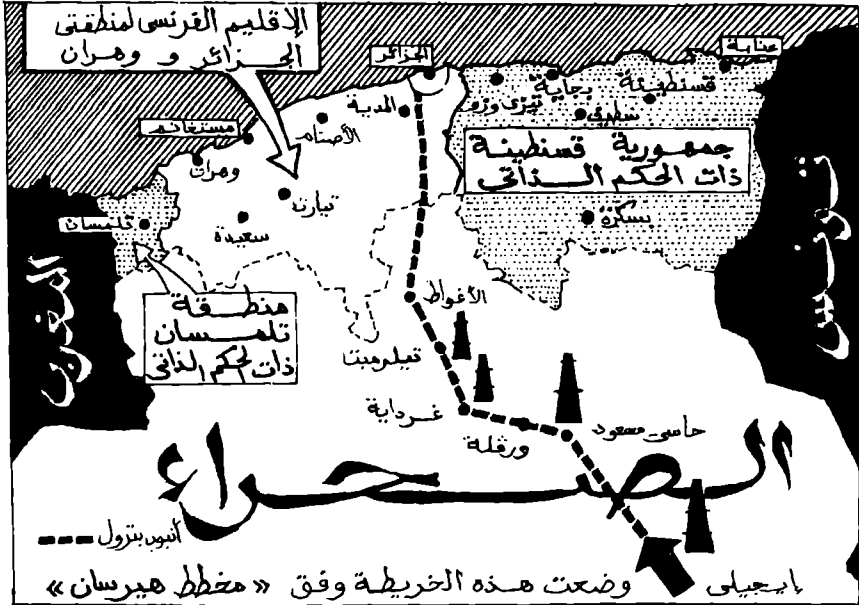 الإقليم الفرنسي لمنطقتي
الجزائر و وهران
الجزائر
عنابة
قسنطينة
بجاية
تيزي وزو
سطيف
المدية
الأصنام
مستغانم
وهران
جمهورية قسنطينة
ذات الحكم الذاتي
تيارت
بسكرة
سعيدة
تلمسان
المغرب
تونس
منطقة
تلمسان
ذات الحكم الذاتي
الأغواط
تيلرمبت
غرداية
ورقلة
حاسي مسعود
الصحراء
أنبوب بترول
إيجيلي
وضعت هذه الخريطة وفق «مخطط هيرسان»